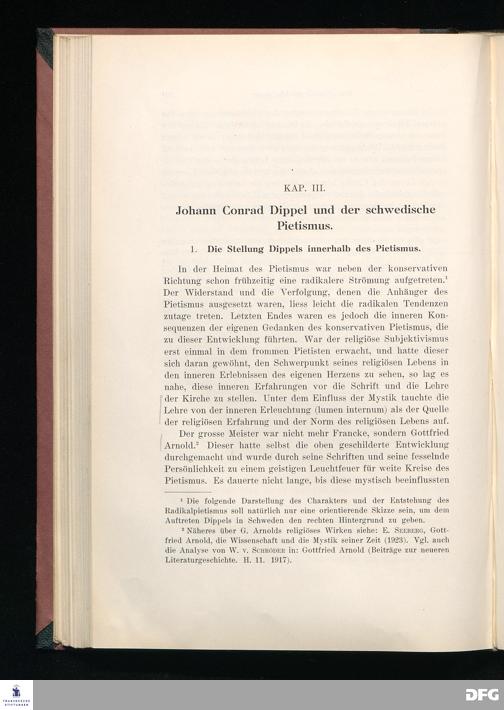 KAP. III.
Johann Conrad Dippel und der schwedische
Pietismus.
1. Die Stellung Dippels innerhalb des Pietismus.
In der Heimat des Pietismus war neben der konservativen
Richtung schon frühzeitig eine radikalere Strömung aufgetreten.¹
Der Widerstand und die Verfolgung, denen die Anhänger des
Pietismus ausgesetzt waren, liess leicht die radikalen Tendenzen
zutage treten. Letzten Endes waren es jedoch die inneren Kon-
sequenzen der eigenen Gedanken des konservativen Pietismus, die
zu dieser Entwicklung führten. War der religiöse Subjektivismus
erst einmal in dem frommen Pietisten erwacht, und hatte dieser
sich daran gewöhnt, den Schwerpunkt seines religiösen Lebens in
den inneren Erlebnissen des eigenen Herzens zu sehen, so lag es
nahe, diese inneren Erfahrungen vor die Schrift und die Lehre
der Kirche zu stellen. Unter dem Einfluss der Mystik tauchte die
Lehre von der inneren Erleuchtung (lumen internum) als der Quelle
der religiösen Erfahrung und der Norm des religiösen Lebens auf.
Der grosse Meister war nicht mehr Francke, sondern Gottfried
Arnold.² Dieser hatte selbst die oben geschilderte Entwicklung
durchgemacht und wurde durch seine Schriften und seine fesselnde
Persönlichkeit zu einem geistigen Leuchtfeuer für weite Kreise des
Pietismus. Es dauerte nicht lange, bis diese mystisch beeinflussten
¹ Die folgende Darstellung des Charakters und der Entstehung des
Radikalpietismus soll natürlich nur eine orientierende Skizze sein, um dem
Auftreten Dippels in Schweden den rechten Hintergrund zu geben.
² Näheres über G. Arnolds religiöses Wirken siehe: E. SEEBERG, Gott-
fried Arnold, die Wissenschaft und die Mystik seiner Zeit (1923). Vgl. auch
die Analyse von W. v. SCHRÖDER in: Gottfried Arnold (Beiträge zur neueren
Literaturgeschichte. H. 11. 1917).
FRANCKESCHE
STIFTUNGEN
DFG